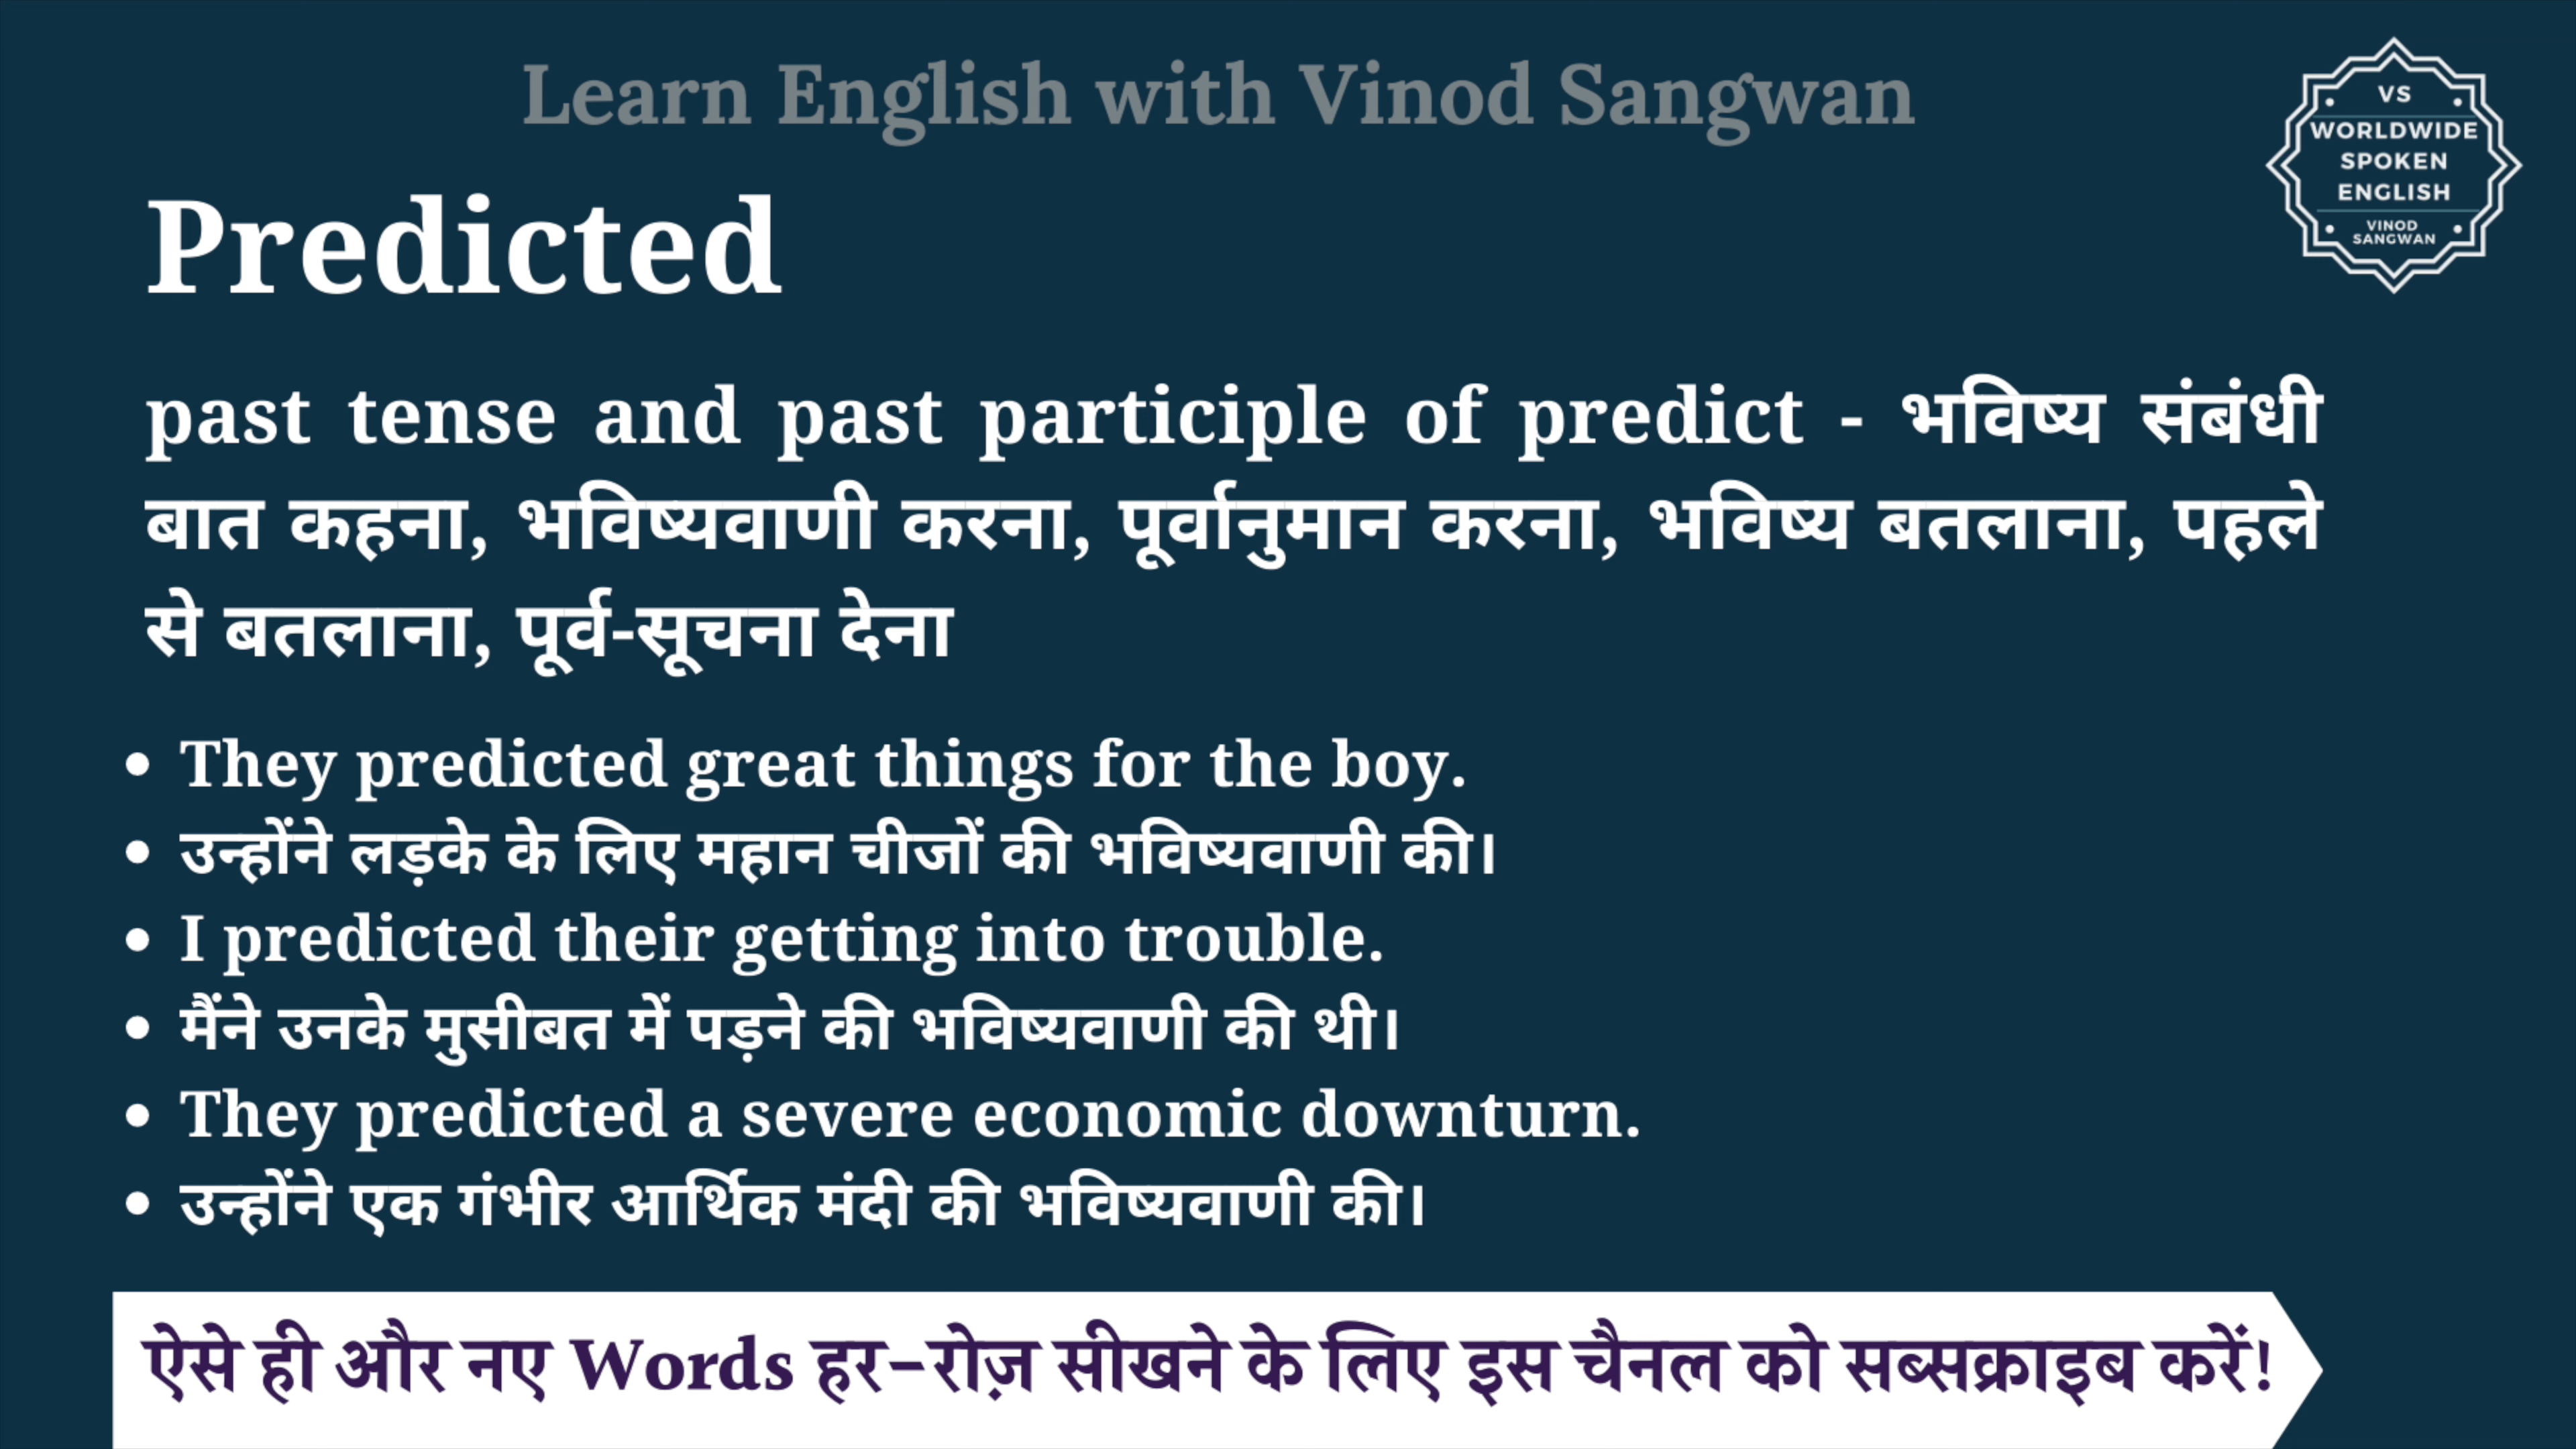 Learn English with Vinod Sangwan
VS
WORLDWIDE
SPOKEN
ENGLISH
VINOD
SANGWAN
Predicted
past tense and past participle of predict - भविष्य संबंधी
बात कहना, भविष्यवाणी करना, पूर्वानुमान करना, भविष्य बतलाना, पहले
से बतलाना, पूर्व-सूचना देना
• They predicted great things for the boy.
• उन्होंने लड़के के लिए महान चीजों की भविष्यवाणी की।
• I predicted their getting into trouble.
• मैंने उनके मुसीबत में पड़ने की भविष्यवाणी की थी।
• They predicted a severe economic downturn.
• उन्होंने एक गंभीर आर्थिक मंदी की भविष्यवाणी की।
ऐसे ही और नए Words हर-रोज़ सीखने के लिए इस चैनल को सब्सक्राइब करें!